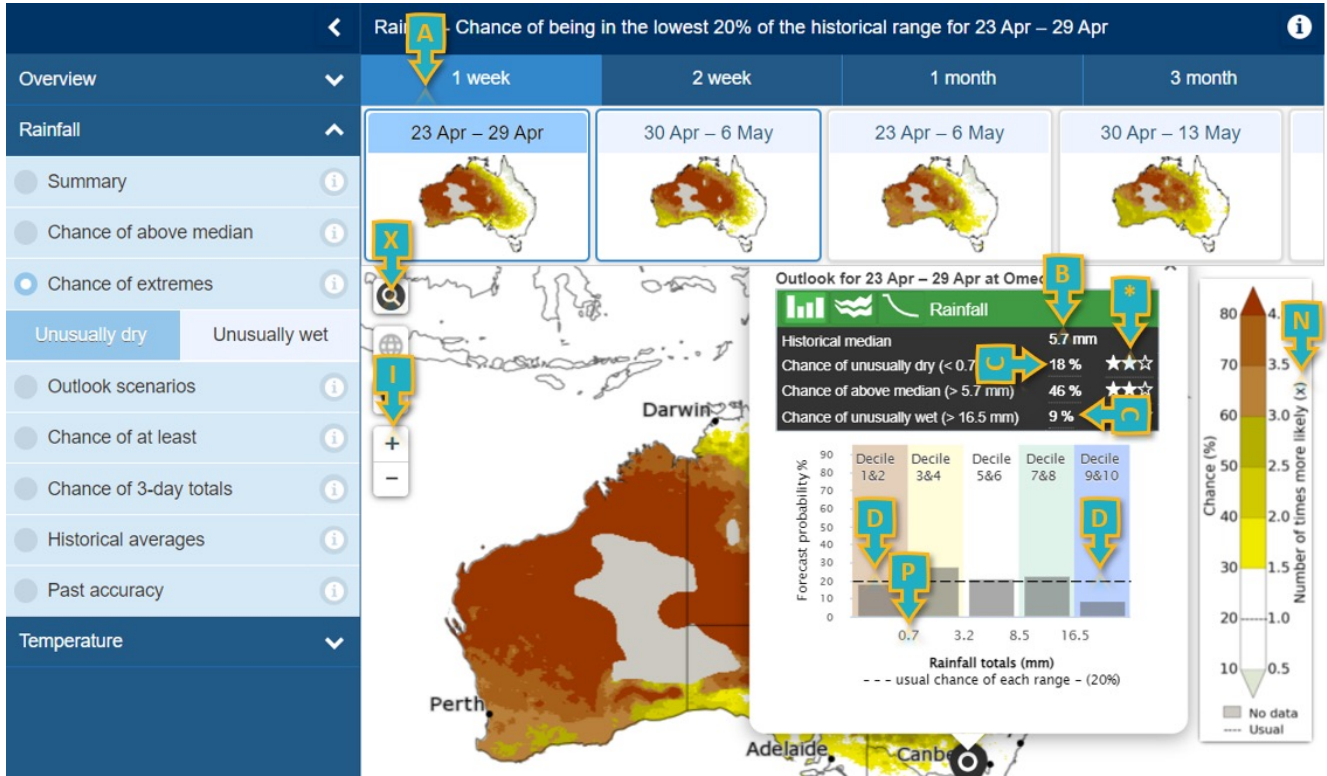 Rai - Chance of being in the lowest 20% of the historical range for 23 Apr – 29 Apr
A
Overview
1 week
2 week
1 month
3 month
Rainfall
23 Apr – 29 Apr
30 Apr – 6 May
23 Apr – 6 May
30 Apr – 13 May
Summary
Chance of above median
X
Chance of extremes
Unusually dry
Unusually wet
Outlook scenarios
Chance of at least
Chance of 3-day totals
Historical averages
Past accuracy
Temperature
I
+
−
Darwin
Perth
Adelaide
Canbe
Outlook for 23 Apr – 29 Apr at Ome
B
*
Rainfall
Historical median 5.7 mm
Chance of unusually dry (< 0.7 C 18 % ★★☆
Chance of above median (> 5.7 mm) 46 % ★★☆
Chance of unusually wet (> 16.5 mm) 9 % C
Forecast probability%
90
80
70
60
50
40
30
20
10
0
Decile 1&2
Decile 3&4
Decile 5&6
Decile 7&8
Decile 9&10
D
D
P
0.7 3.2 8.5 16.5
Rainfall totals (mm)
- - - usual chance of each range - (20%)
N
Chance (%)
Number of times more likely (x)
80 4.
70 3.5
60 3.0
50 2.5
40 2.0
30 1.5
20 1.0
10 0.5
No data
---- Usual